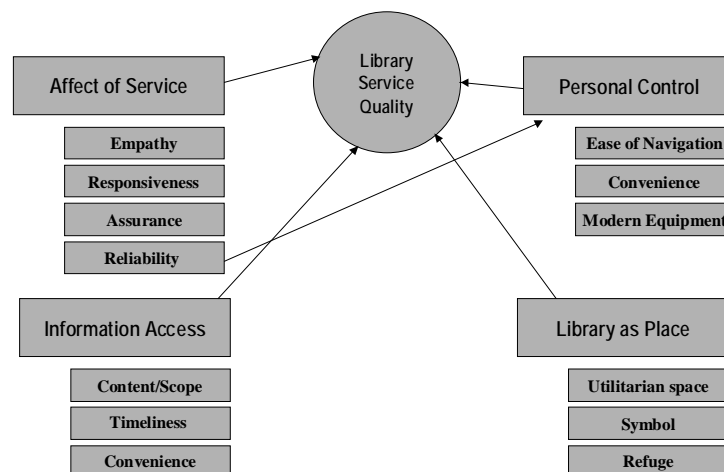 Library
Service
Quality
Affect of Service
Empathy
Responsiveness
Assurance
Reliability
Personal Control
Ease of Navigation
Convenience
Modern Equipment
Information Access
Content/Scope
Timeliness
Convenience
Library as Place
Utilitarian space
Symbol
Refuge